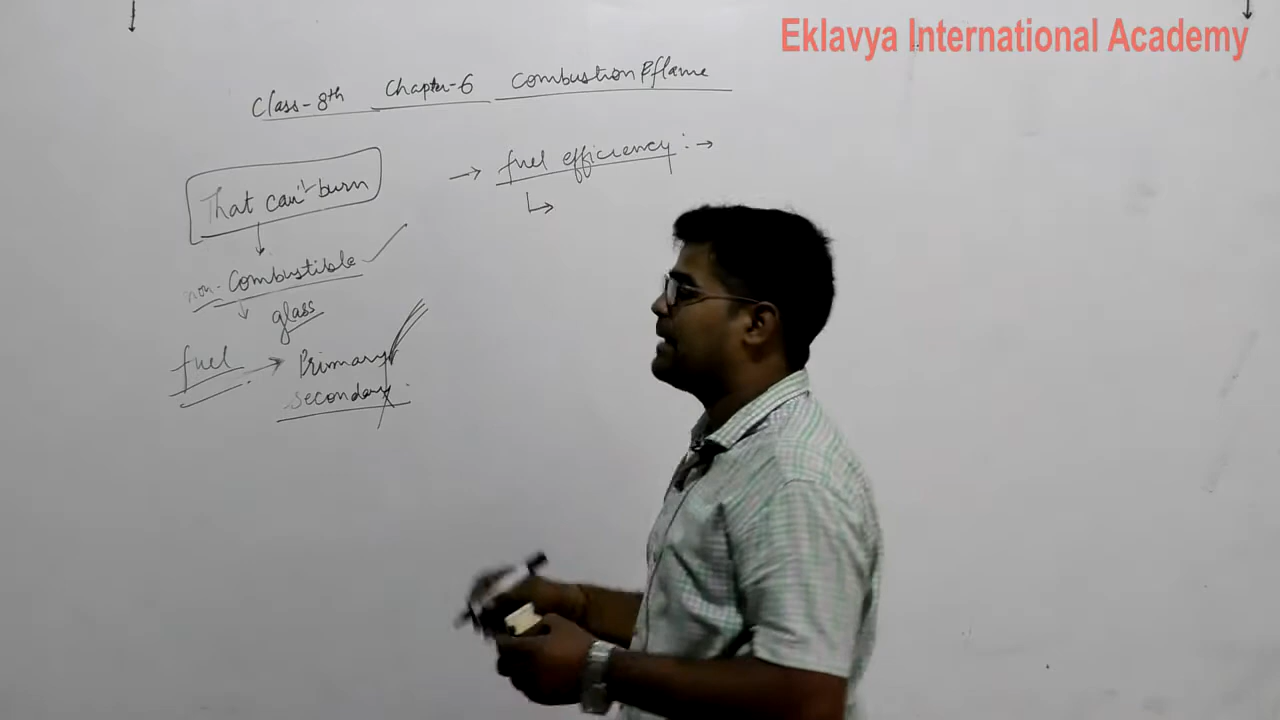 Eklavya International Academy
Class-8th Chapter-6 Combustion & flame
That can't burn
→ fuel efficiency :→
non-Combustible
glass
fuel → Primary
secondary